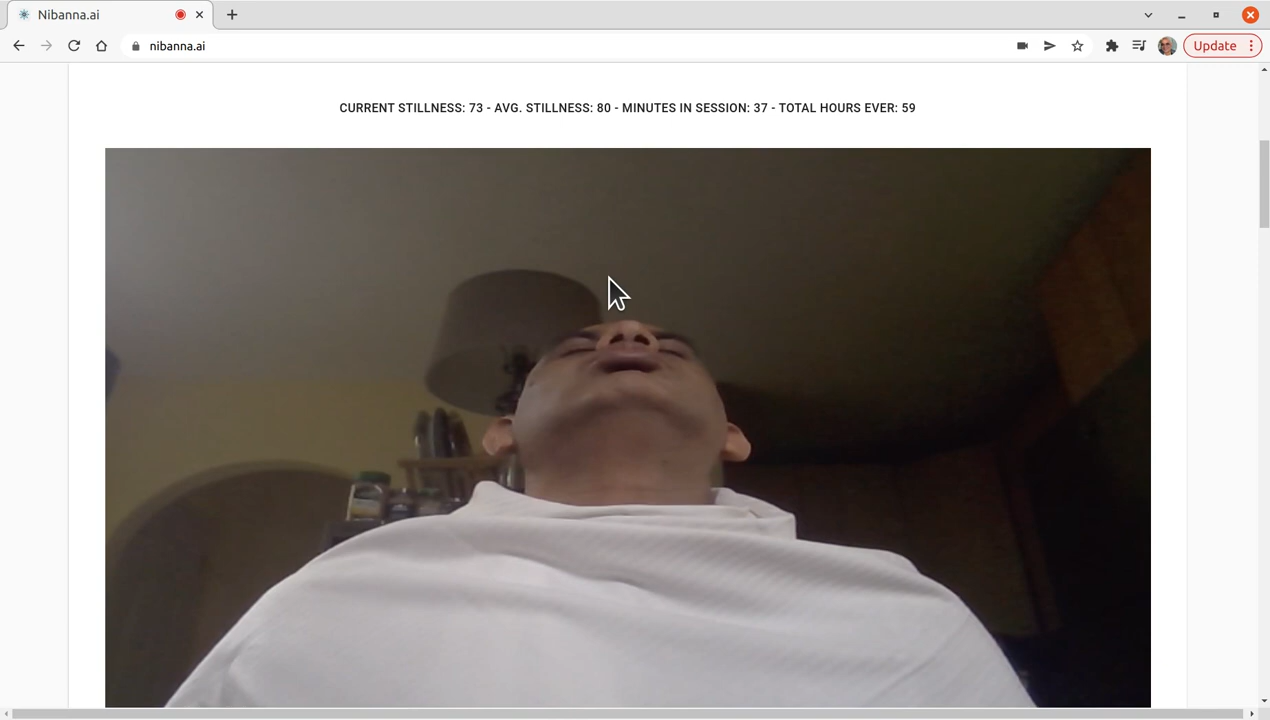 Nibanna.ai
nibanna.ai
Update
CURRENT STILLNESS: 73 - AVG. STILLNESS: 80 - MINUTES IN SESSION: 37 - TOTAL HOURS EVER: 59